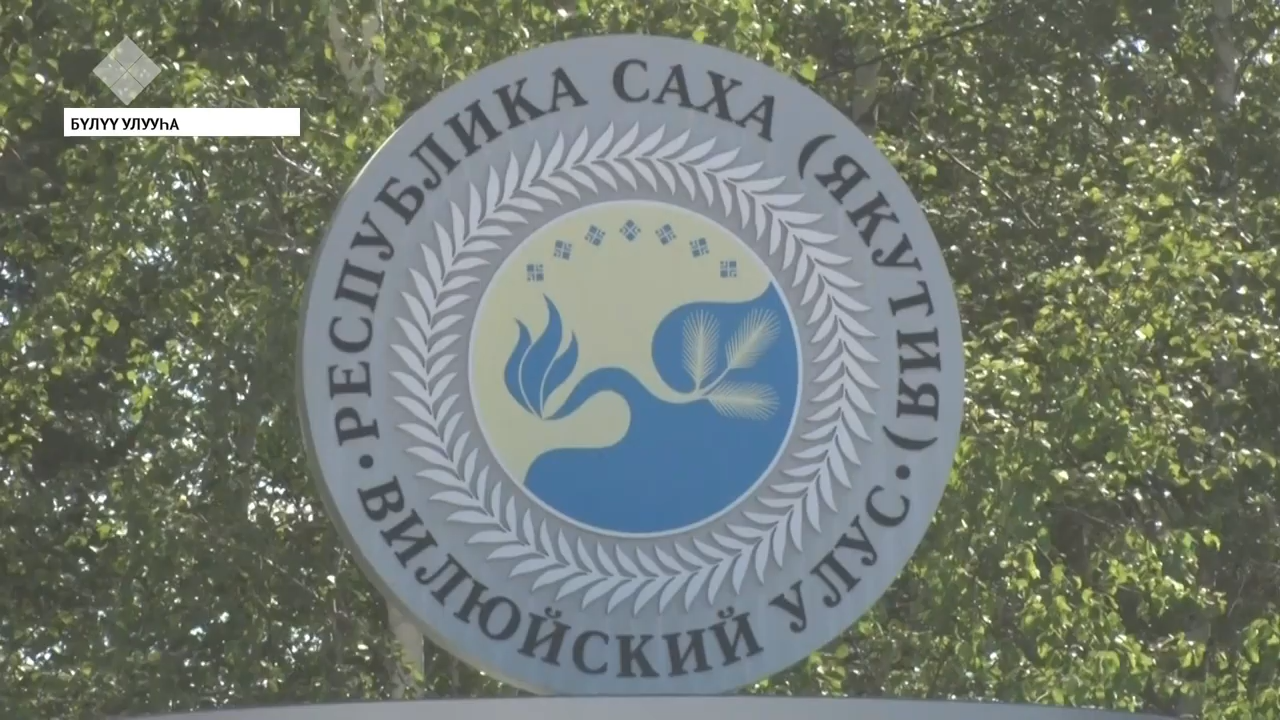 БҮЛҮҮ УЛУУҺА
РЕСПУБЛИКА САХА (ЯКУТИЯ)
ВИЛЮЙСКИЙ УЛУС